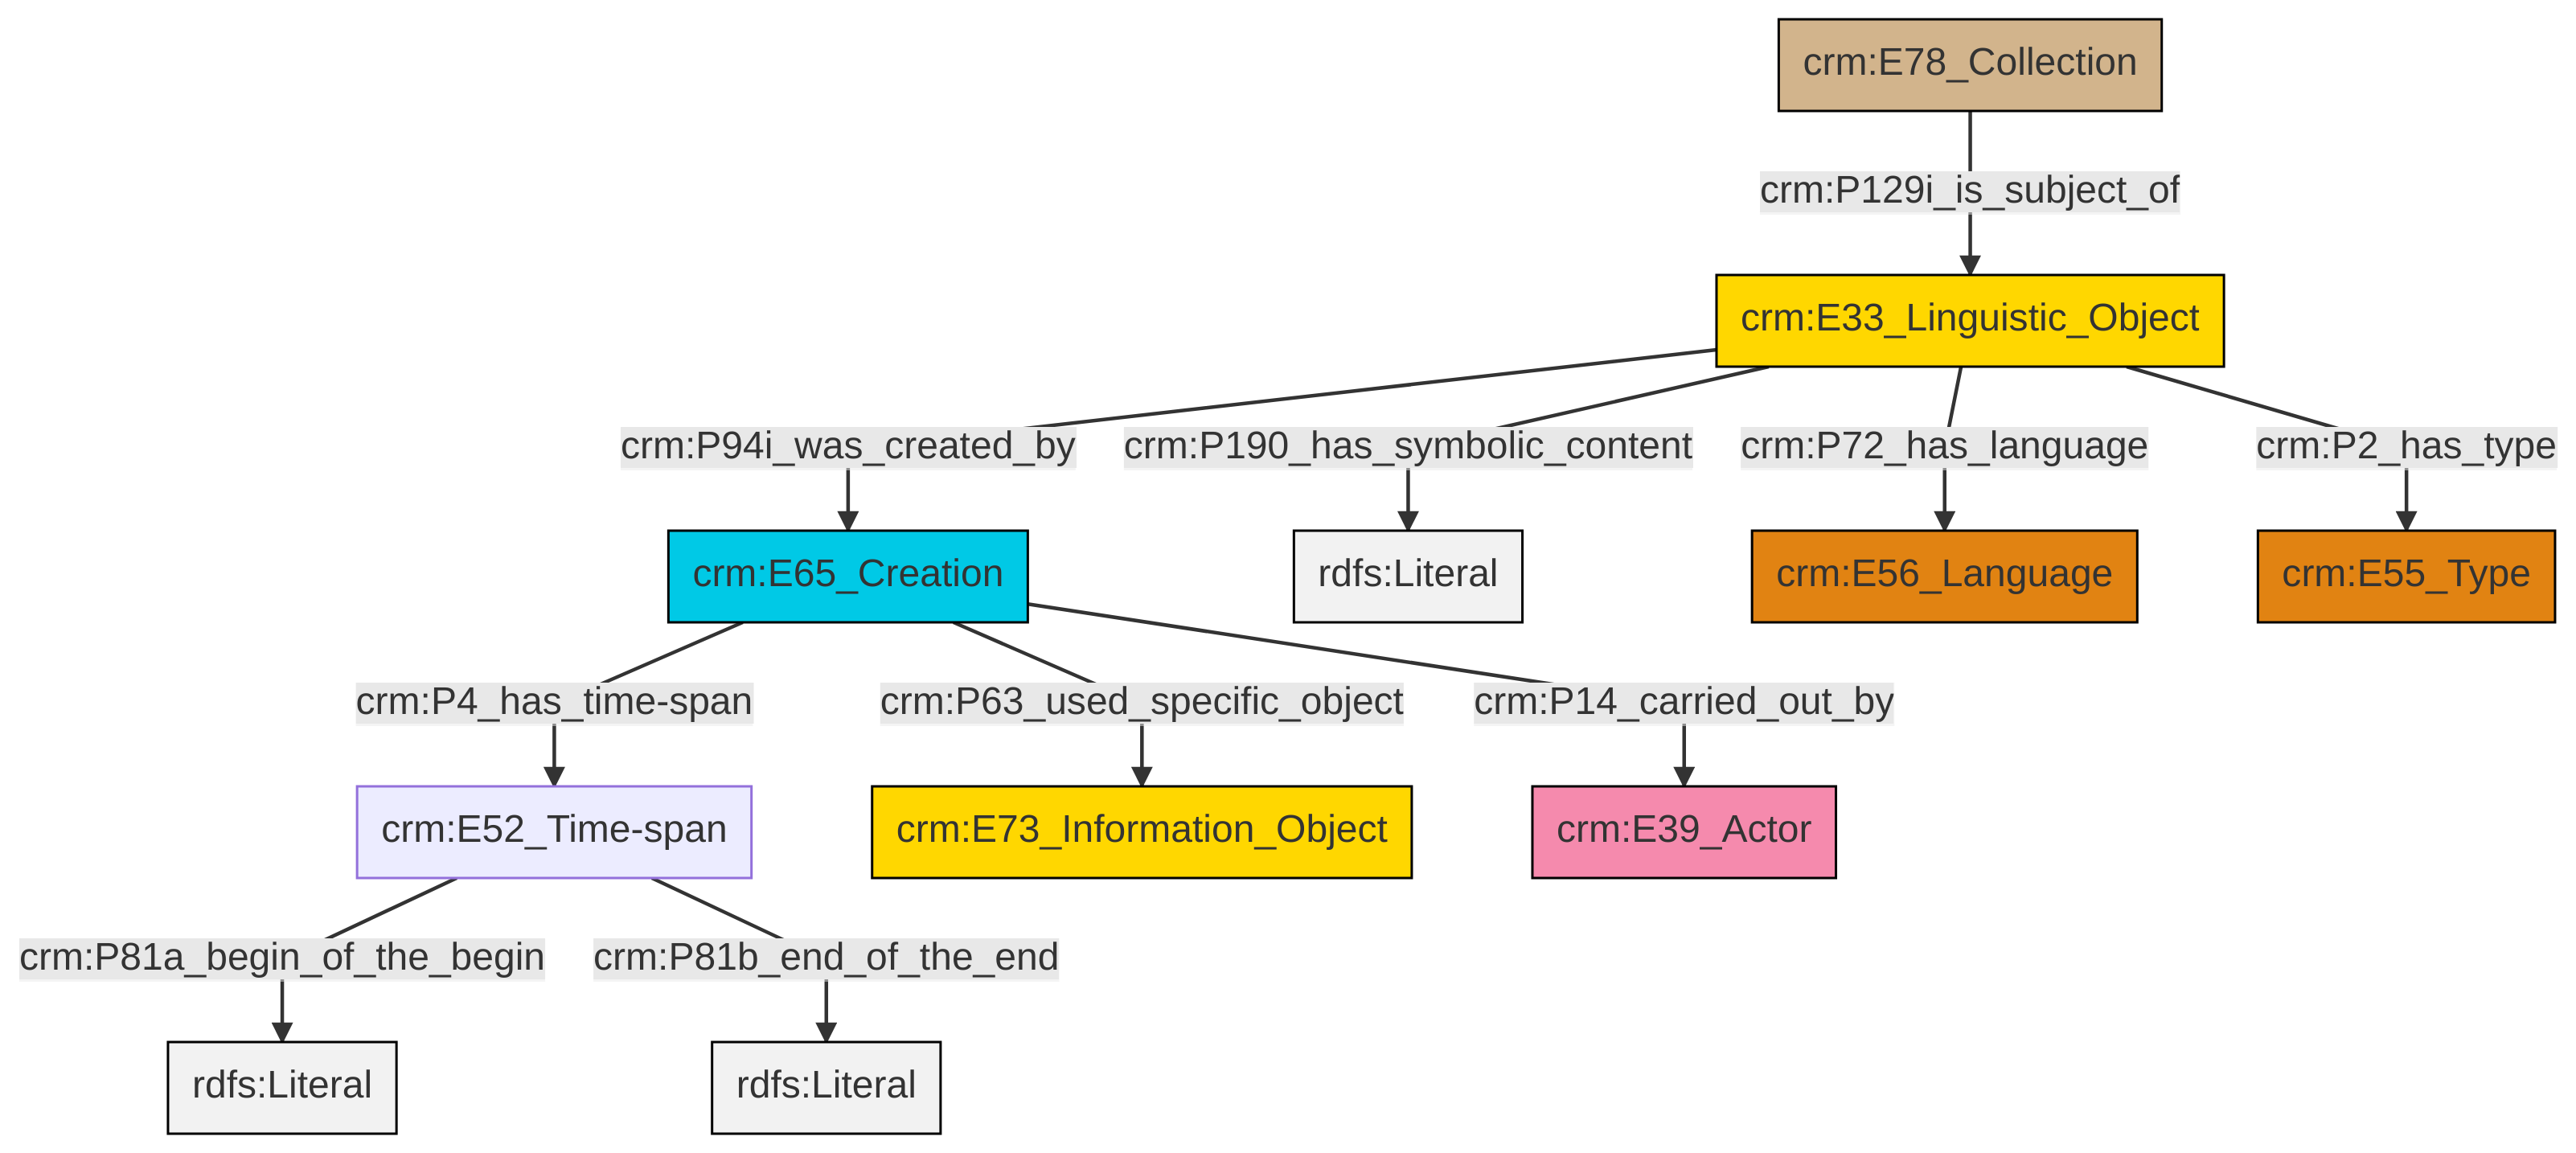 crm:E78_Collection
crm:P129i_is_subject_of
crm:E33_Linguistic_Object
crm:P94i_was_created_by
crm:P190_has_symbolic_content
crm:P72_has_language
crm:P2_has_type
crm:E65_Creation
rdfs:Literal
crm:E56_Language
crm:E55_Type
crm:P4_has_time-span
crm:P63_used_specific_object
crm:P14_carried_out_by
crm:E52_Time-span
crm:E73_Information_Object
crm:E39_Actor
crm:P81a_begin_of_the_begin
crm:P81b_end_of_the_end
rdfs:Literal
rdfs:Literal